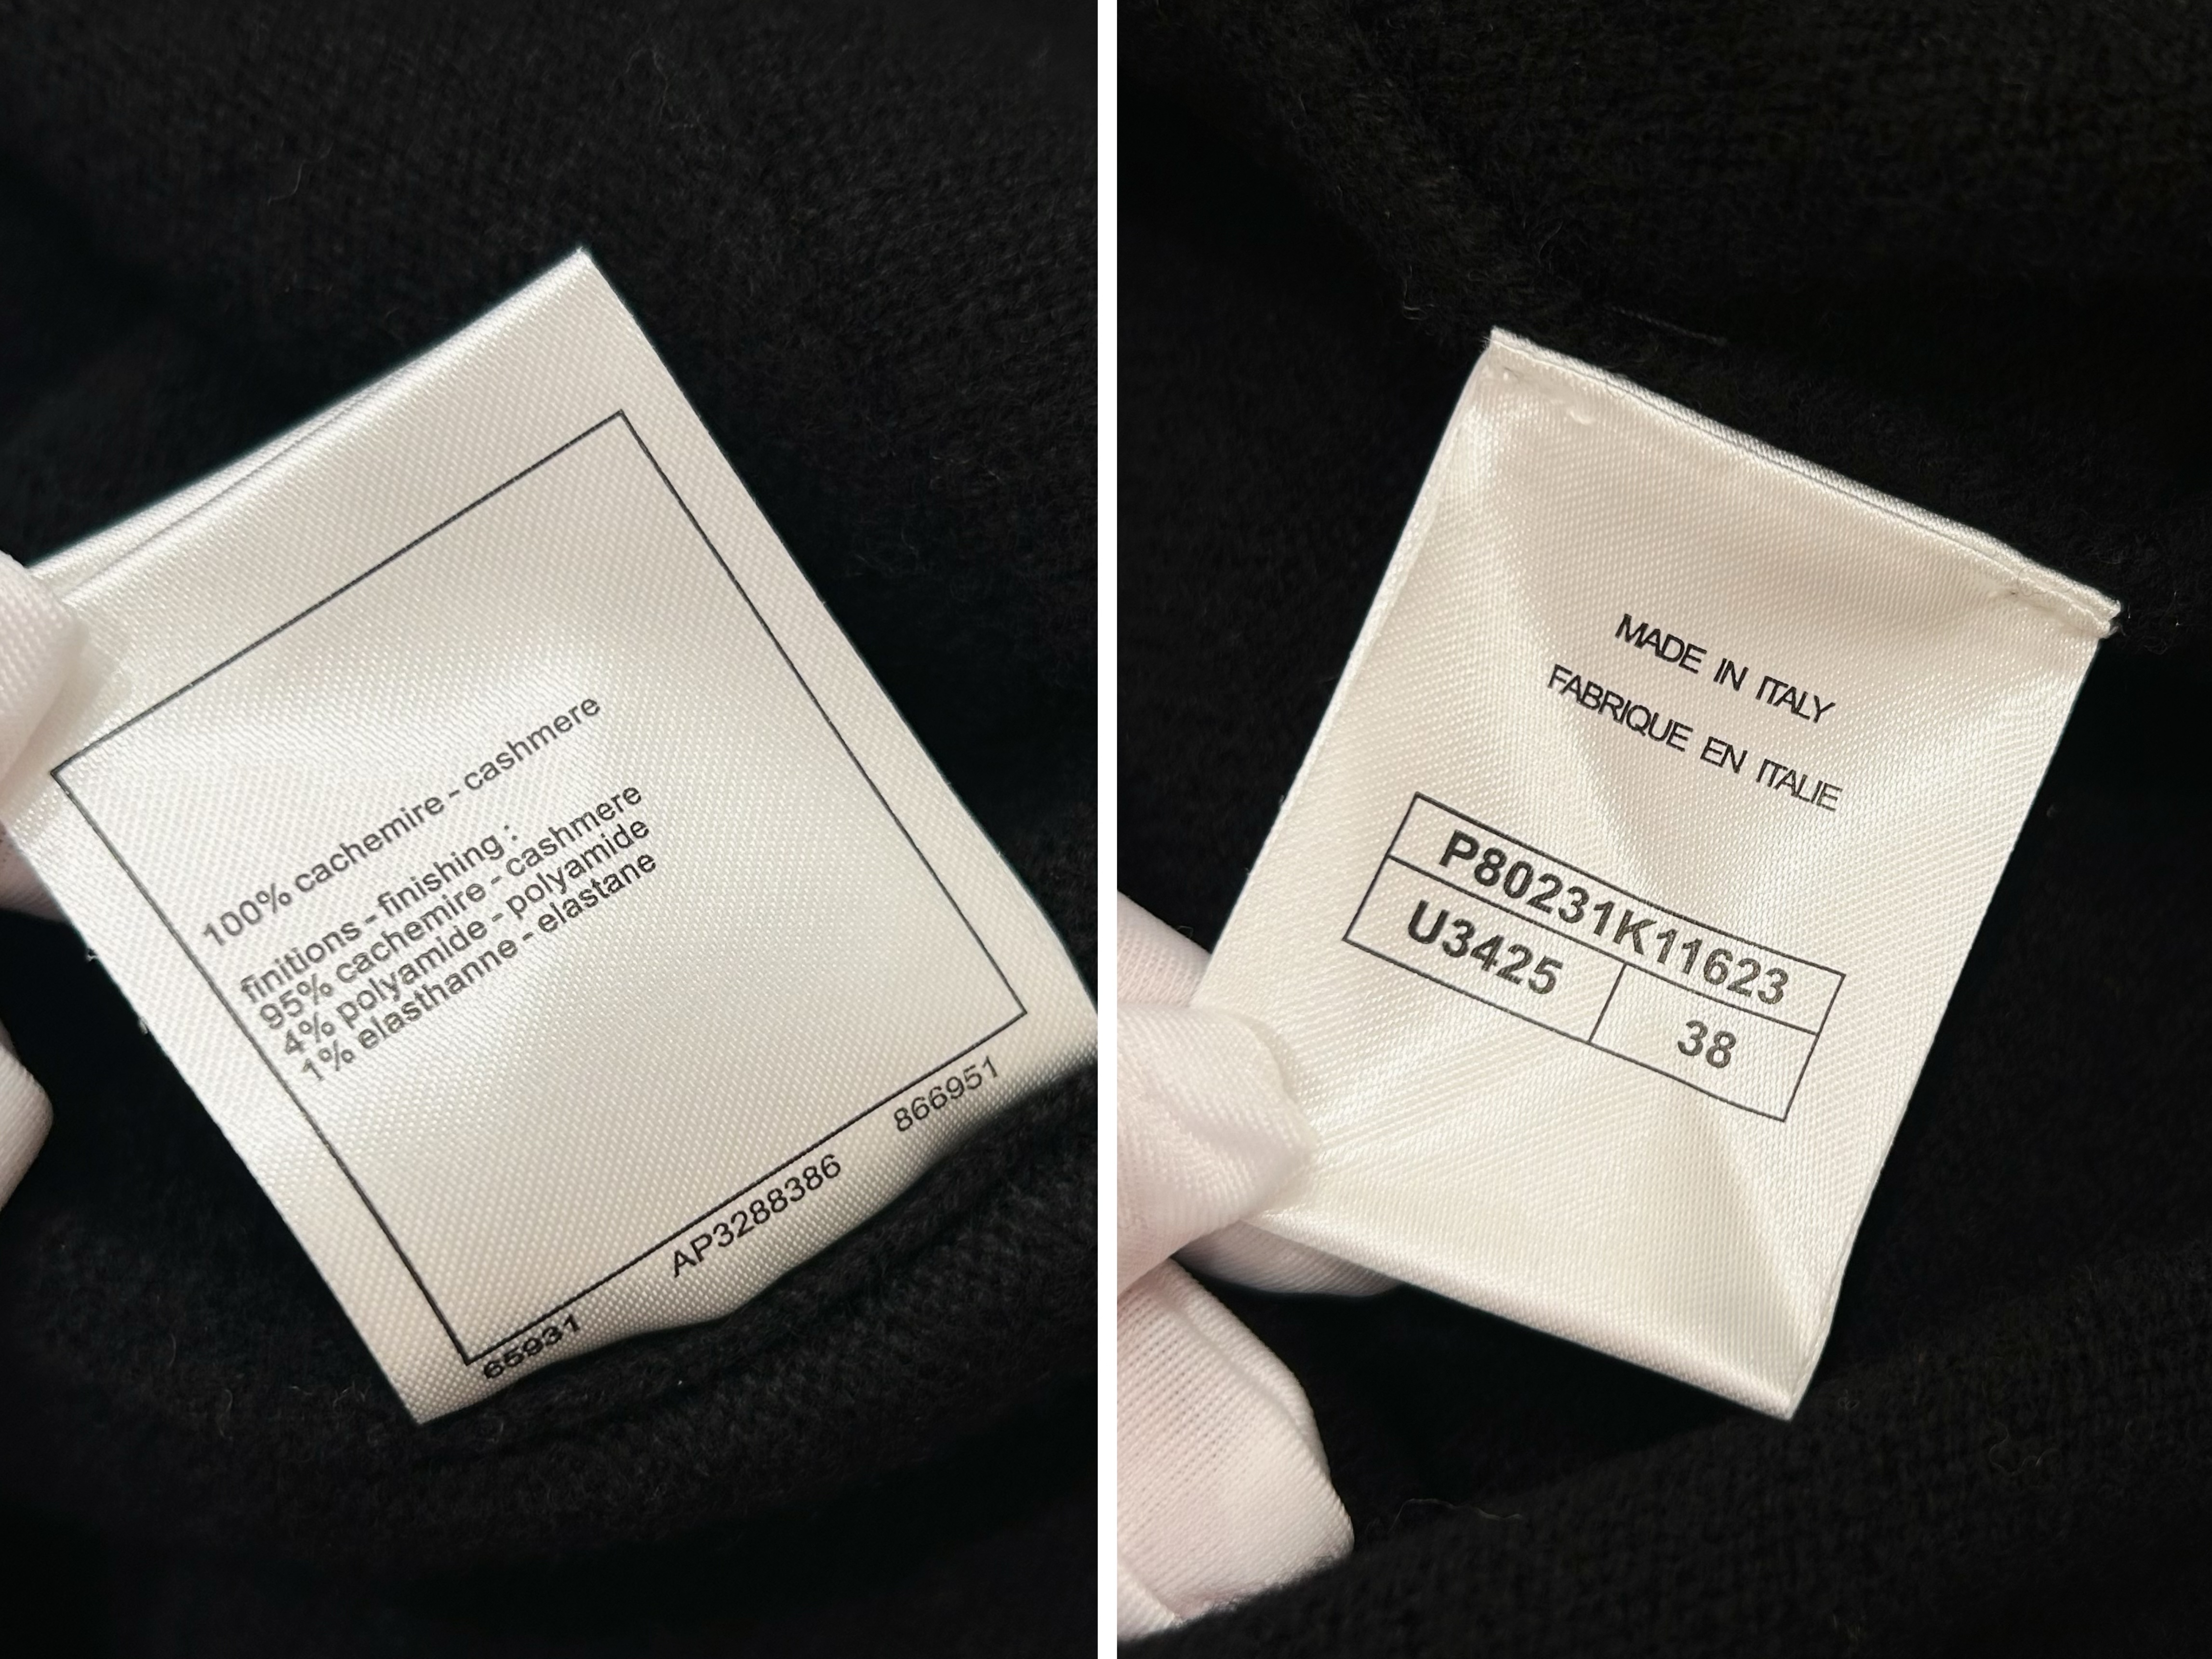 100% cachemire - cashmere
finitions - finishing :
95% cachemire - cashmere
4% polyamide - polyamide
1% elasthanne - elastane
65931 AP3288386 866951
MADE IN ITALY
FABRIQUE EN ITALIE
P80231K11623
U3425 38